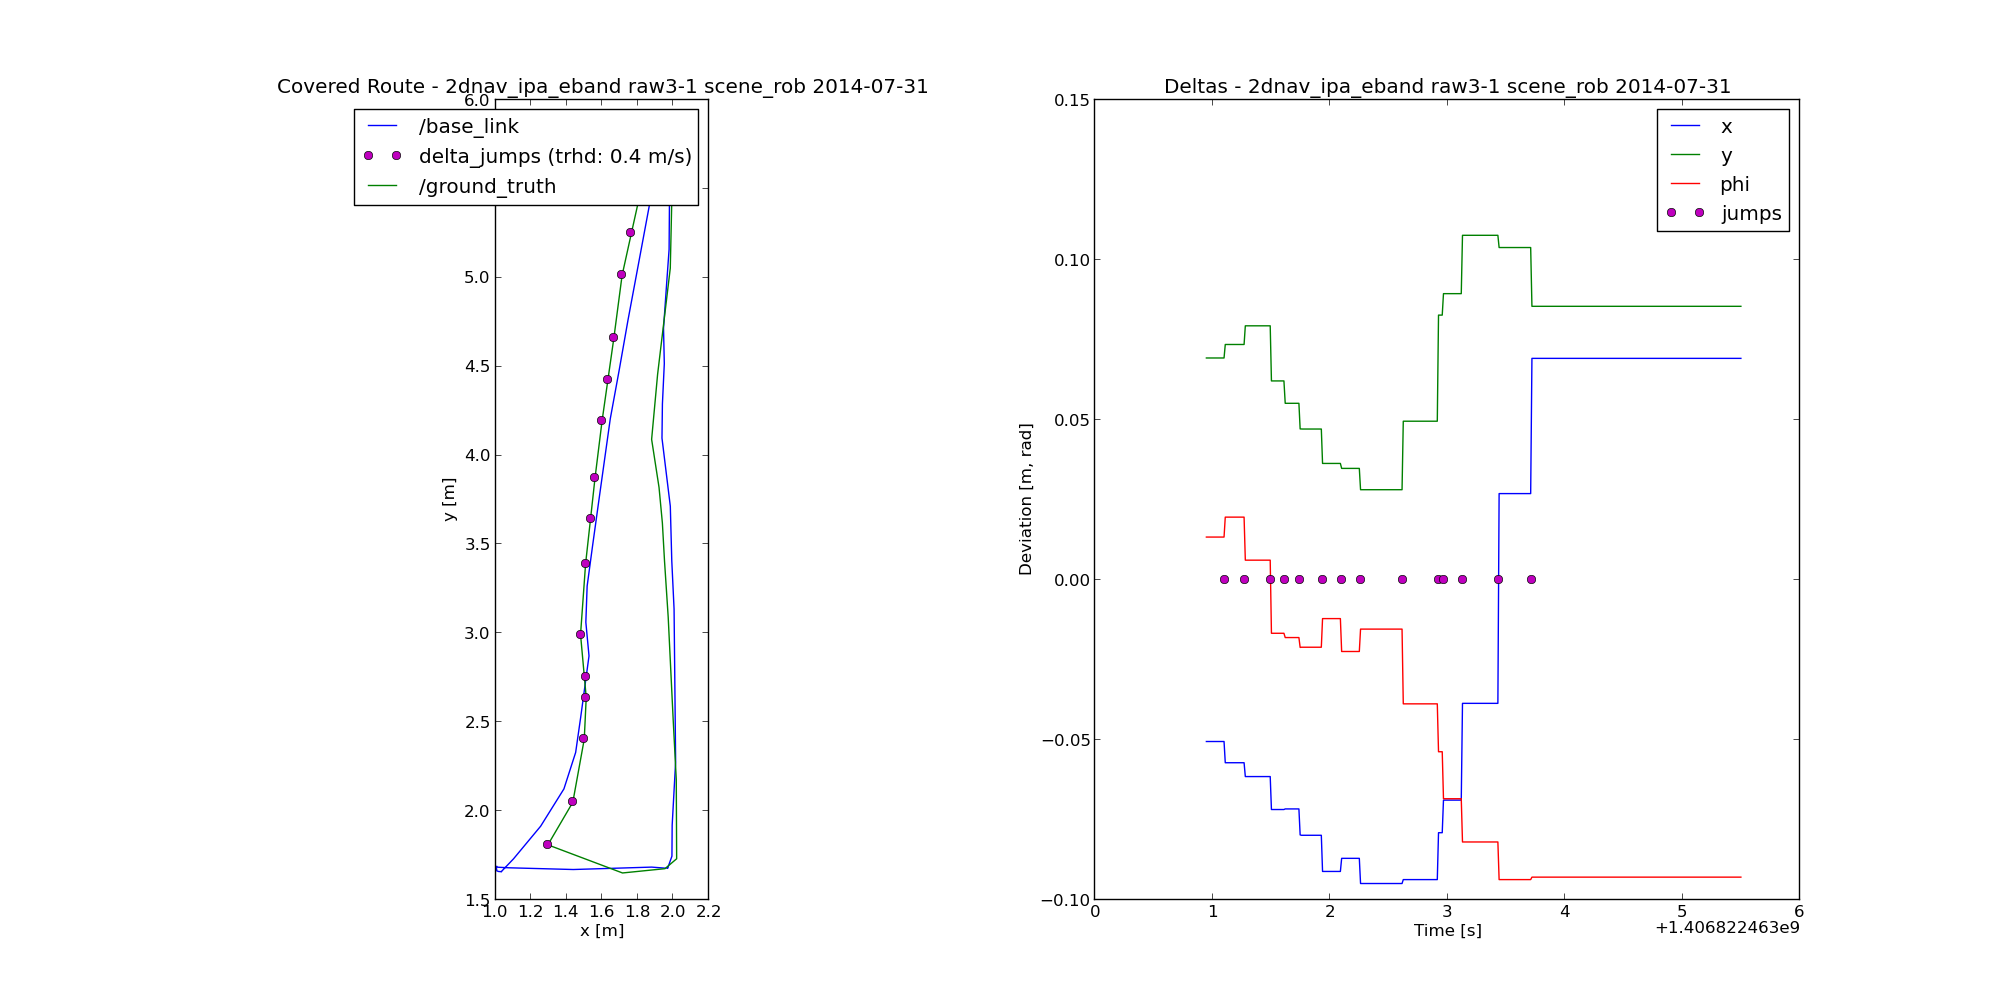 Covered Route - 2dnav_ipa_eband raw3-1 scene_rob 2014-07-31
6.0
/base_link
delta_jumps (trhd: 0.4 m/s)
/ground_truth
5.0
4.5
4.0
3.5
3.0
2.5
2.0
1.5
y [m]
1.0 1.2 1.4 1.6 1.8 2.0 2.2
x [m]
Deltas - 2dnav_ipa_eband raw3-1 scene_rob 2014-07-31
0.15
x
y
phi
jumps
0.10
0.05
0.00
−0.05
−0.10
Deviation [m, rad]
0 1 2 3 4 5 6
Time [s]
+1.406822463e9